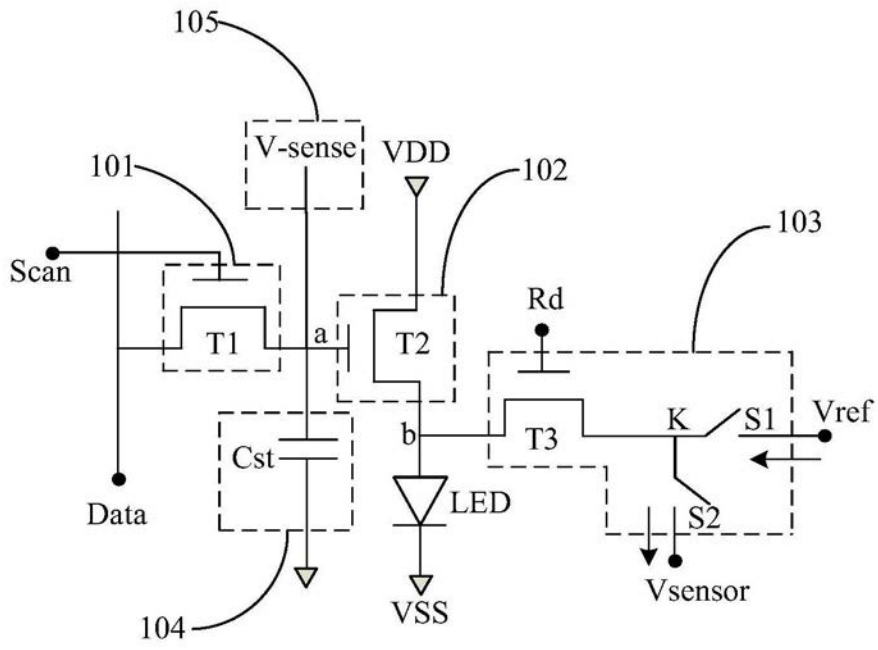 105
V-sense
VDD
101
102
103
Scan
a
Rd
T1
T2
b
T3
K
S1
Vref
Cst
LED
S2
Data
Vsensor
VSS
104